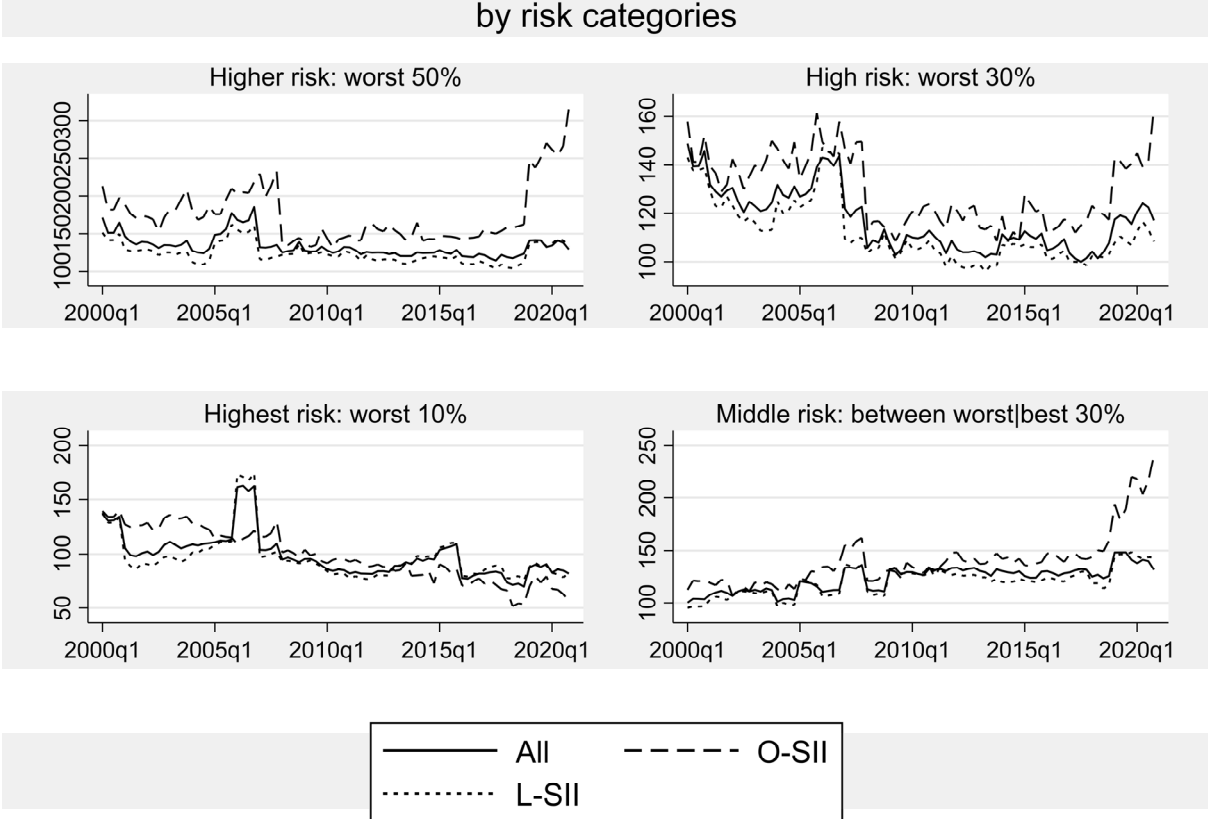 by risk categories
Higher risk: worst 50%
High risk: worst 30%
100150200250300
160
140
120
100
2000q1 2005q1 2010q1 2015q1 2020q1
2000q1 2005q1 2010q1 2015q1 2020q1
Highest risk: worst 10%
Middle risk: between worst|best 30%
200
150
100
50
250
200
150
100
2000q1 2005q1 2010q1 2015q1 2020q1
2000q1 2005q1 2010q1 2015q1 2020q1
All
O-SII
L-SII